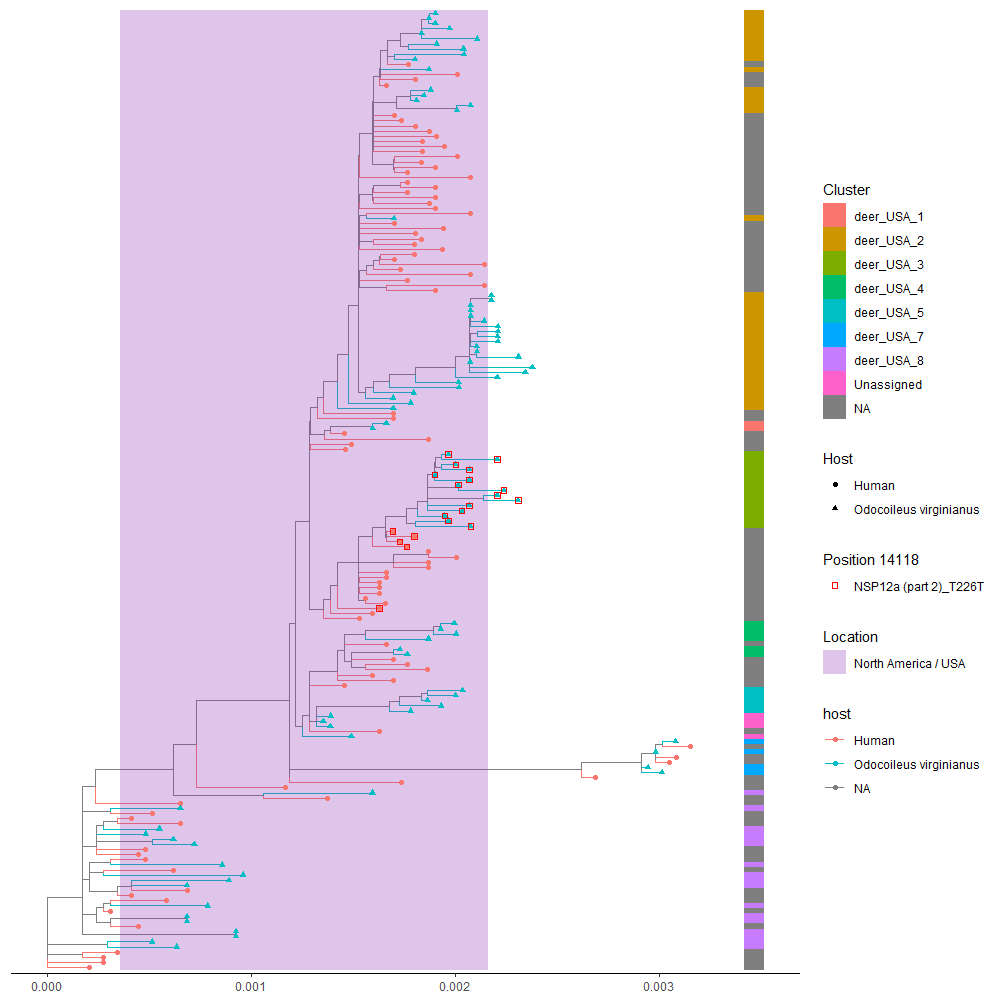 Cluster
deer_USA_1
deer_USA_2
deer_USA_3
deer_USA_4
deer_USA_5
deer_USA_7
deer_USA_8
Unassigned
NA
Host
Human
Odocoileus virginianus
Position 14118
NSP12a (part 2)_T226T
Location
North America / USA
host
Human
Odocoileus virginianus
NA
0.000 0.001 0.002 0.003